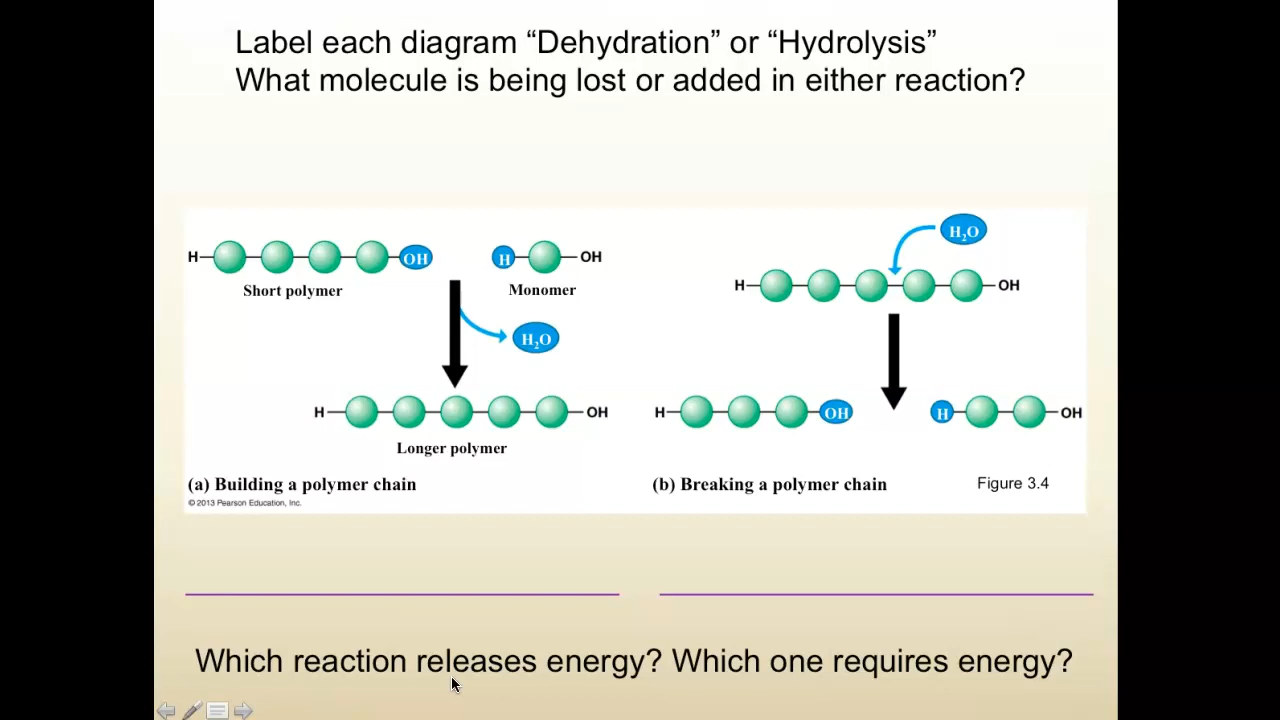 Label each diagram “Dehydration” or “Hydrolysis”
What molecule is being lost or added in either reaction?
H
OH
H
OH
Short polymer
Monomer
H₂O
H
OH
Longer polymer
(a) Building a polymer chain
© 2013 Pearson Education, Inc.
H₂O
H
OH
H
OH
H
OH
(b) Breaking a polymer chain
Figure 3.4
Which reaction releases energy? Which one requires energy?